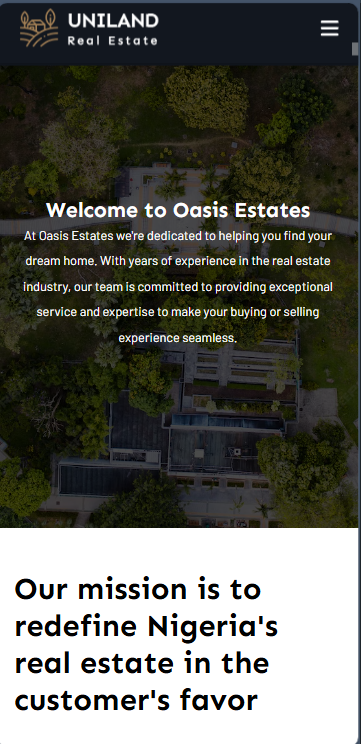 UNILAND
Real Estate
Welcome to Oasis Estates
At Oasis Estates we're dedicated to helping you find your
dream home. With years of experience in the real estate
industry, our team is committed to providing exceptional
service and expertise to make your buying or selling
experience seamless.
Our mission is to
redefine Nigeria's
real estate in the
customer's favor